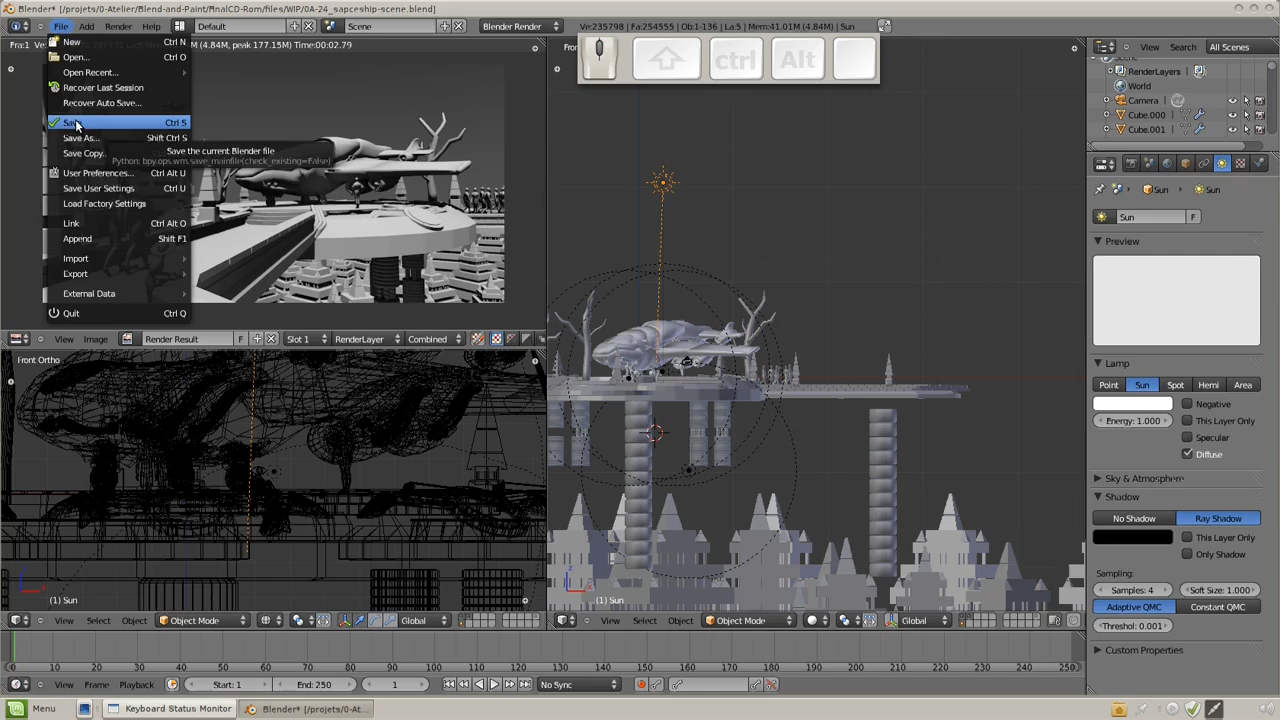 Blender* [/projets/0-Atelier/Blend-and-Paint/finalCD-Rom/files/WIP/0A-24_sapceship-scene.blend]
File Add Render Help Default Scene Blender Render Ve:235798 | Fa:254555 | Ob:1-136 | La:5 | Mem:41.01M (4.84M) | Sun
View Search All Scenes
Fra:1 Ve: M (4.84M, peak 177.15M) Time:00:02.79
New Ctrl N
Open... Ctrl O
Open Recent...
Recover Last Session
Recover Auto Save...
Save Ctrl S
Save As... Shift Ctrl S
Save Copy...
Save the current Blender file
Python: bpy.ops.wm.save_mainfile(check_existing=False)
User Preferences... Ctrl Alt U
Save User Settings Ctrl U
Load Factory Settings
Link Ctrl Alt O
Append Shift F1
Import
Export
External Data
Quit Ctrl Q
View Image Render Result F Slot 1 RenderLayer Combined
ctrl Alt
RenderLayers
World
Camera
Cube.000
Cube.001
Sun Sun
Sun F
Preview
Lamp
Point Sun Spot Hemi Area
Negative
Energy: 1.000 This Layer Only
Specular
Diffuse
Sky & Atmosphere
Shadow
No Shadow Ray Shadow
This Layer Only
Only Shadow
Sampling:
Samples: 4 Soft Size: 1.000
Adaptive QMC Constant QMC
Threshol: 0.001
Custom Properties
Front Ortho
(1) Sun
(1) Sun
View Select Object Object Mode Global
View Select Object Object Mode Global
0 10 20 30 40 50 60 70 80 90 100 110 120 130 140 150 160 170 180 190 200 210 220 230 240 250
View Frame Playback Start: 1 End: 250 1 No Sync
Menu Keyboard Status Monitor Blender* [/projets/0-At...